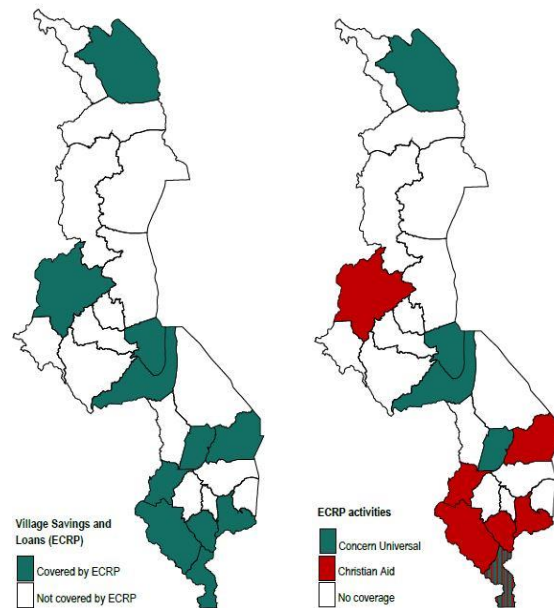 Village Savings and
Loans (ECRP)
Covered by ECRP
Not covered by ECRP
ECRP activities
Concern Universal
Christian Aid
No coverage